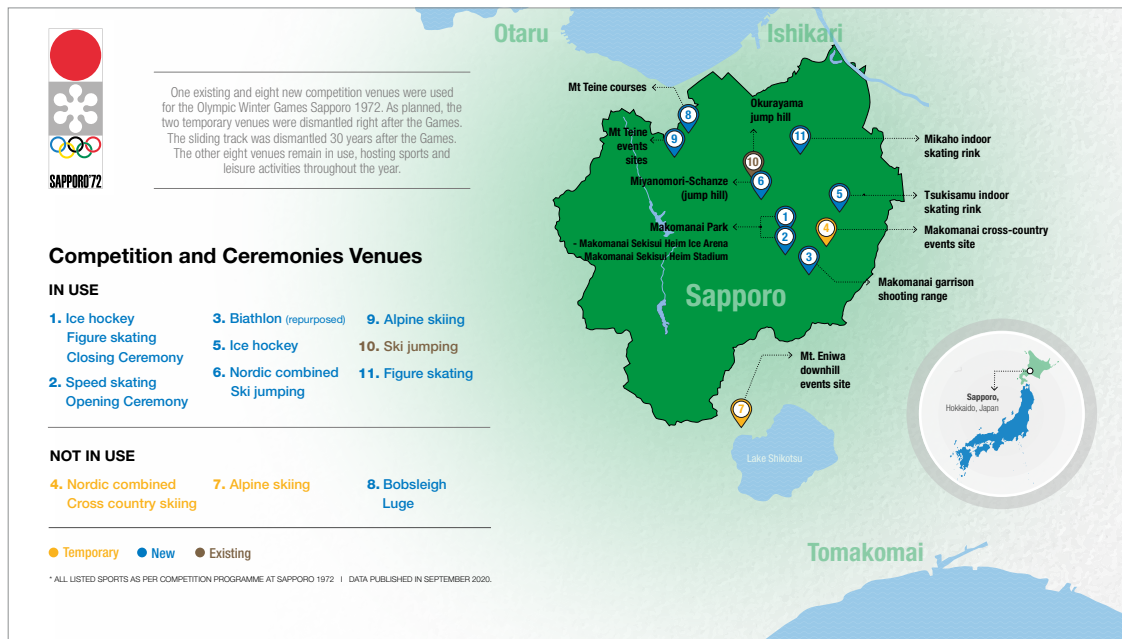 SAPPORO'72
One existing and eight new competition venues were used
for the Olympic Winter Games Sapporo 1972. As planned, the
two temporary venues were dismantled right after the Games.
The sliding track was dismantled 30 years after the Games.
The other eight venues remain in use, hosting sports and
leisure activities throughout the year.
Competition and Ceremonies Venues
IN USE
1. Ice hockey
Figure skating
Closing Ceremony
2. Speed skating
Opening Ceremony
3. Biathlon (repurposed)
5. Ice hockey
6. Nordic combined
Ski jumping
9. Alpine skiing
10. Ski jumping
11. Figure skating
NOT IN USE
4. Nordic combined
Cross country skiing
7. Alpine skiing
8. Bobsleigh
Luge
Temporary
New
Existing
* ALL LISTED SPORTS AS PER COMPETITION PROGRAMME AT SAPPORO 1972 I DATA PUBLISHED IN SEPTEMBER 2020.
Otaru
Ishikari
Mt Teine courses
8
Mt Teine
events
sites
9
Okurayama
jump hill
10
11
Mikaho indoor
skating rink
Miyanomori-Schanze
(jump hill)
6
5
Tsukisamu indoor
skating rink
Makomanai Park
- Makomanai Sekisui Heim Ice Arena
- Makomanai Sekisui Heim Stadium
1
2
4
Makomanai cross-country
events site
3
Makomanai garrison
shooting range
Sapporo
Mt. Eniwa
downhill
events site
7
Lake Shikotsu
Sapporo,
Hokkaido, Japan
Tomakomai